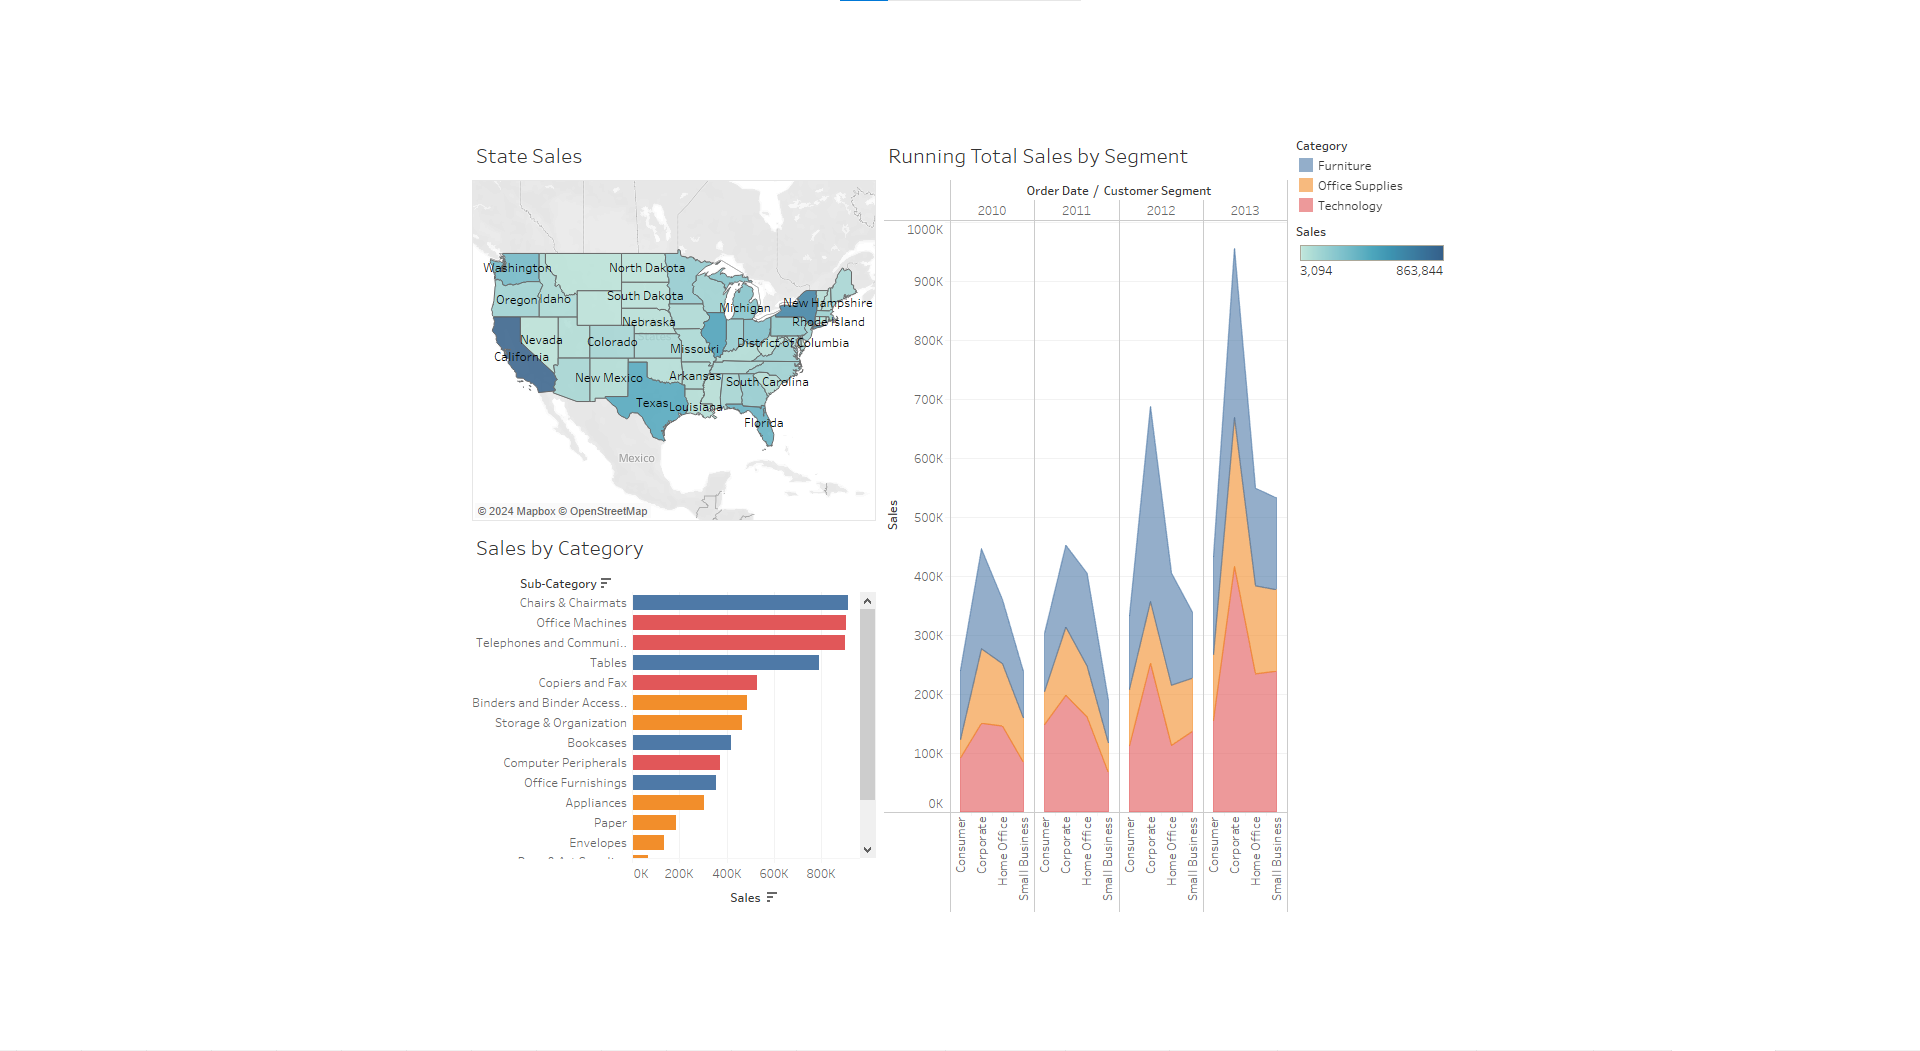 State Sales
Washington
North Dakota
Oregon
Idaho
South Dakota
Michigan
New Hampshire
Nebraska
Rhode Island
Nevada
Colorado
Missouri
District of Columbia
California
New Mexico
Arkansas
South Carolina
Texas
Louisiana
Florida
Mexico
© 2024 Mapbox © OpenStreetMap
Sales by Category
Sub-Category
Chairs & Chairmats
Office Machines
Telephones and Communi..
Tables
Copiers and Fax
Binders and Binder Access..
Storage & Organization
Bookcases
Computer Peripherals
Office Furnishings
Appliances
Paper
Envelopes
0K 200K 400K 600K 800K
Sales
Running Total Sales by Segment
Order Date / Customer Segment
2010 2011 2012 2013
1000K
900K
800K
700K
600K
500K
400K
300K
200K
100K
0K
Sales
Consumer
Corporate
Home Office
Small Business
Consumer
Corporate
Home Office
Small Business
Consumer
Corporate
Home Office
Small Business
Consumer
Corporate
Home Office
Small Business
Category
Furniture
Office Supplies
Technology
Sales
3,094 863,844